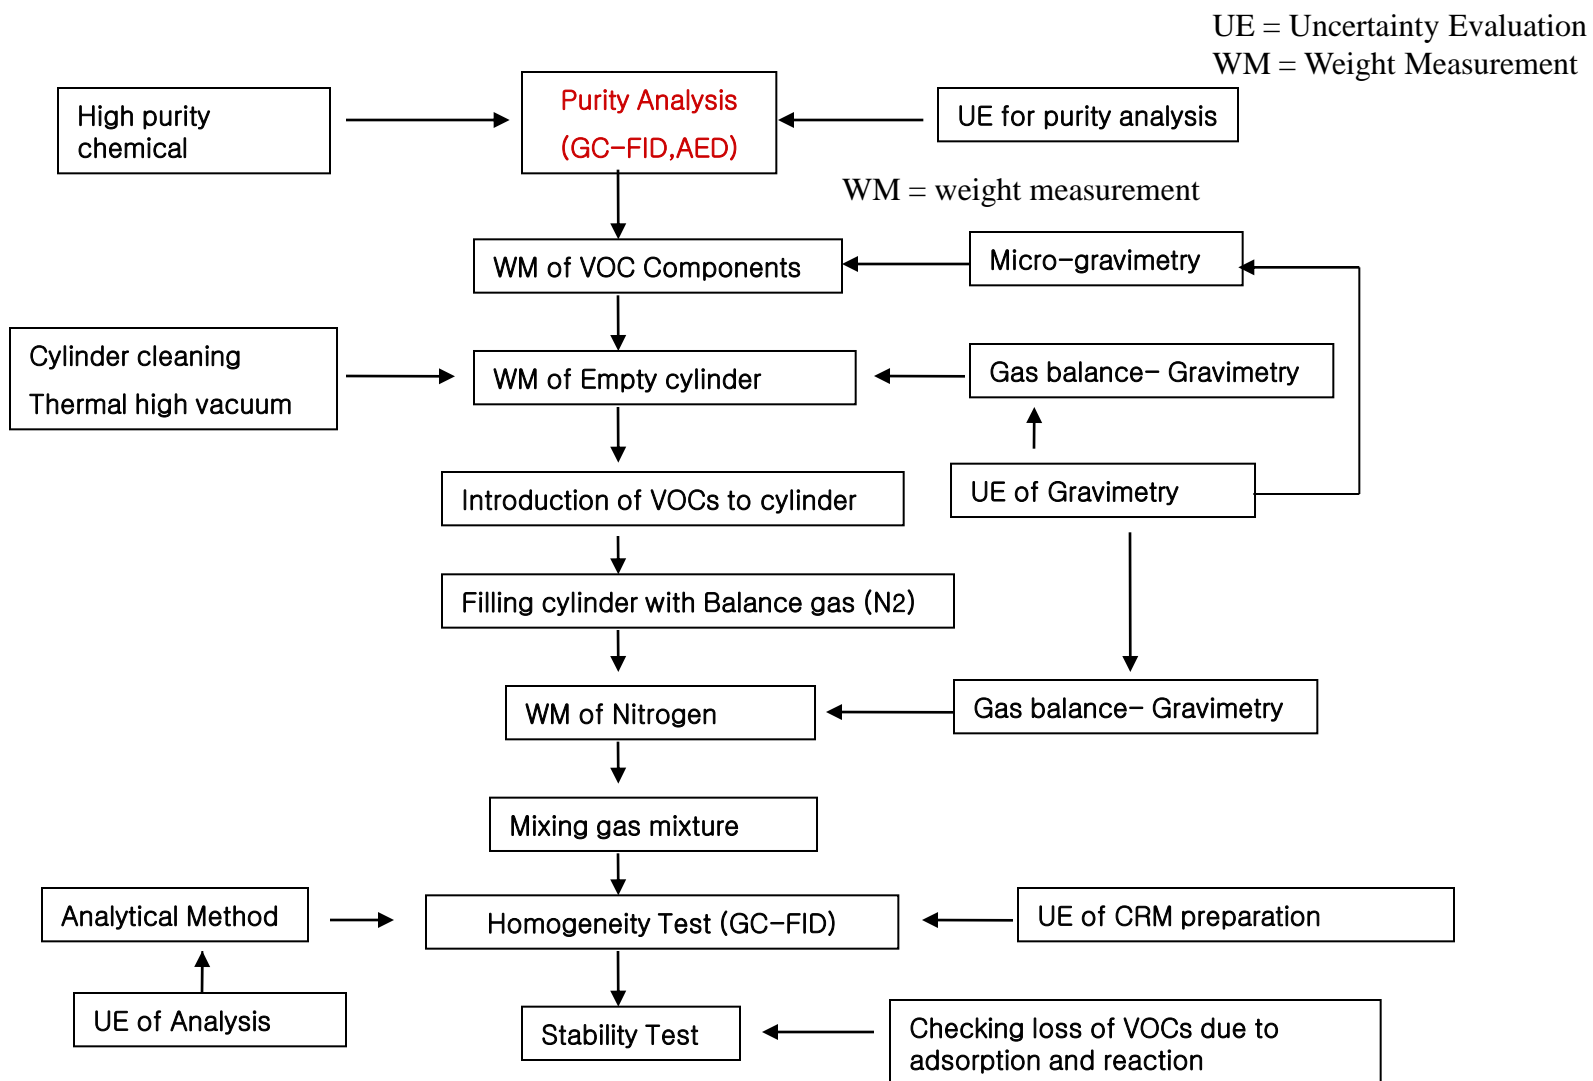 UE = Uncertainty Evaluation
WM = Weight Measurement
High purity
chemical
Purity Analysis
(GC-FID,AED)
UE for purity analysis
WM = weight measurement
WM of VOC Components
Micro-gravimetry
Cylinder cleaning
Thermal high vacuum
WM of Empty cylinder
Gas balance- Gravimetry
Introduction of VOCs to cylinder
UE of Gravimetry
Filling cylinder with Balance gas (N2)
WM of Nitrogen
Gas balance- Gravimetry
Mixing gas mixture
Analytical Method
Homogeneity Test (GC-FID)
UE of CRM preparation
UE of Analysis
Stability Test
Checking loss of VOCs due to
adsorption and reaction